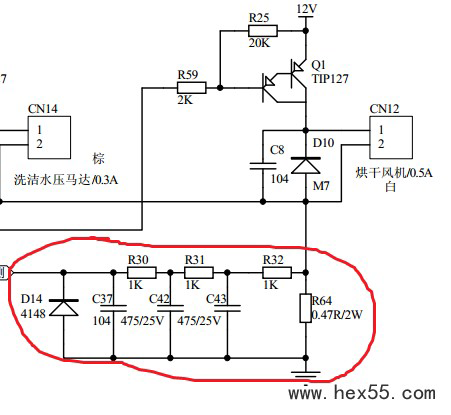 12V
R25
20K
Q1
TIP127
R59
2K
7
CN14
1
2
棕
洗洁水压马达/0.3A
CN12
1
2
C8
104
D10
M7
烘干风机/0.5A
白
测
R30
1K
R31
1K
R32
1K
D14
4148
C37
104
C42
475/25V
C43
475/25V
R64
0.47R/2W
www.hex55.com